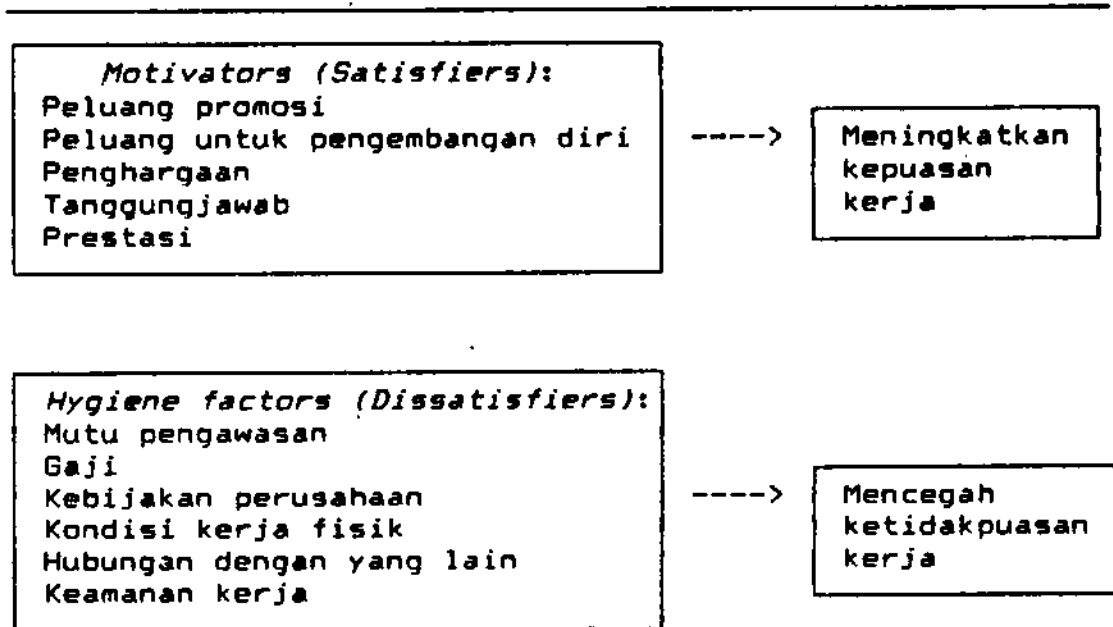 Motivators (Satisfiers):
Peluang promosi
Peluang untuk pengembangan diri
Penghargaan
Tanggungjawab
Prestasi
---->
Meningkatkan
kepuasan
kerja
Hygiene factors (Dissatisfiers):
Mutu pengawasan
Gaji
Kebijakan perusahaan
Kondisi kerja fisik
Hubungan dengan yang lain
Keamanan kerja
---->
Mencegah
ketidakpuasan
kerja